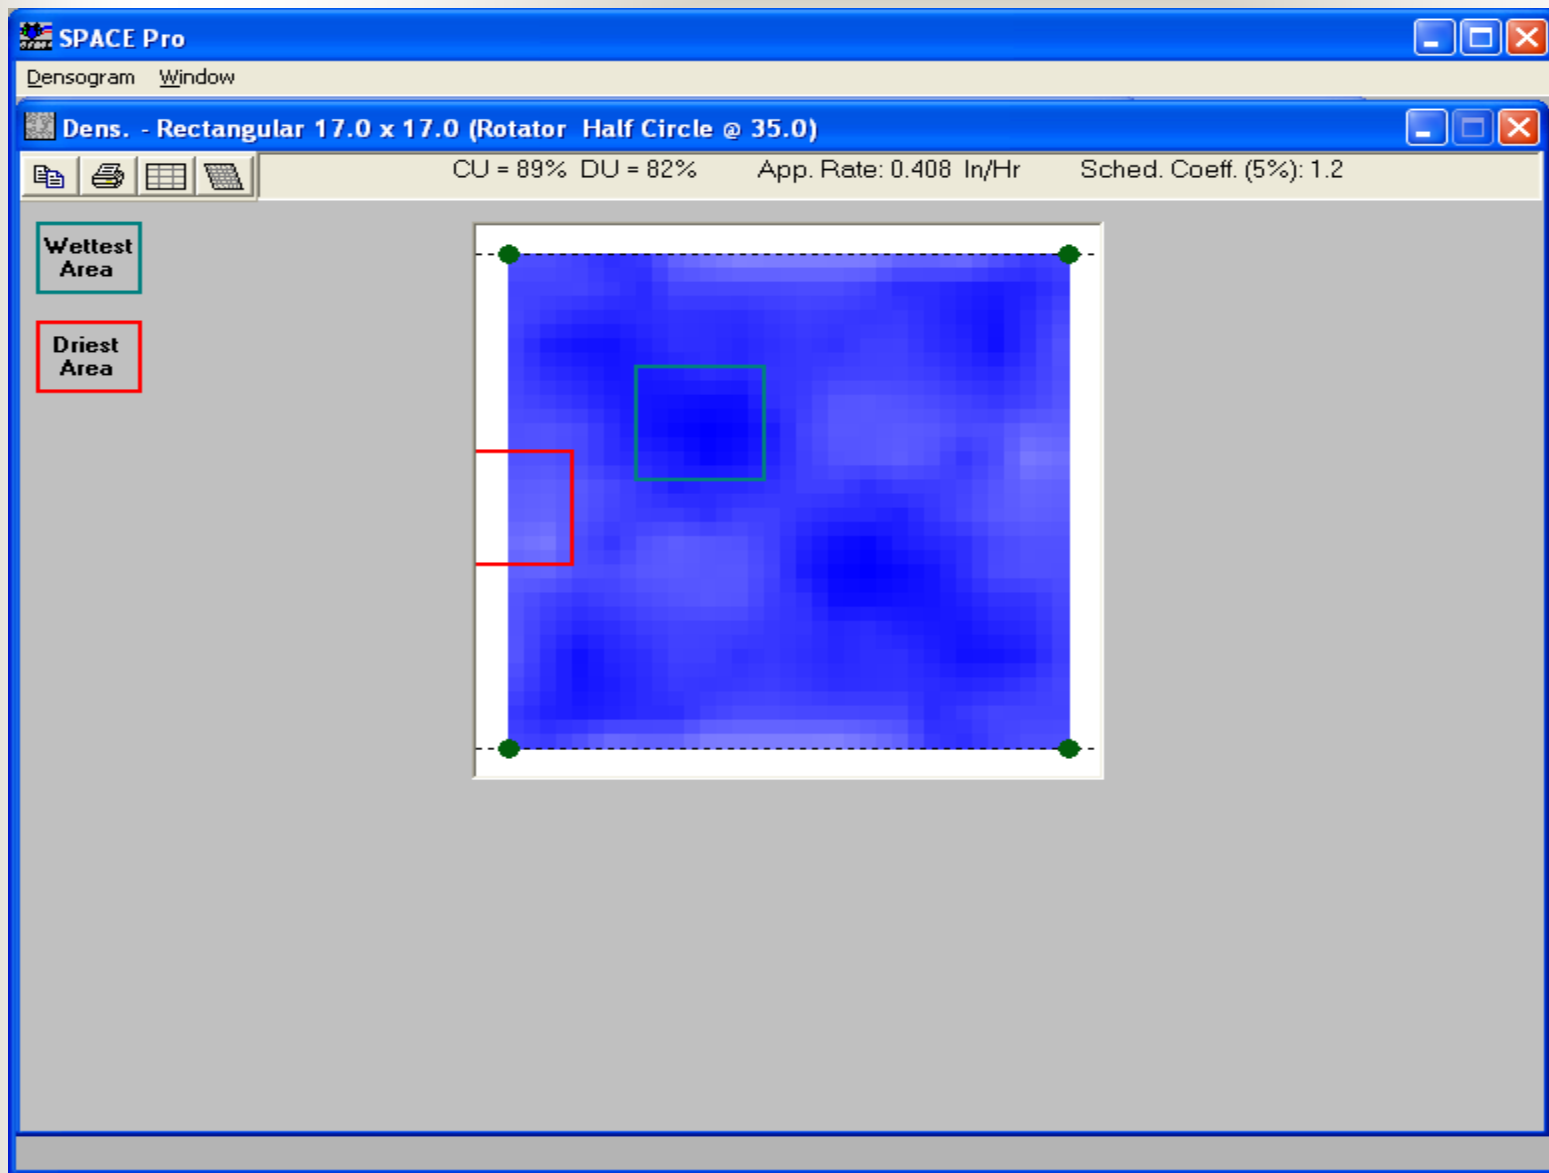 SPACE Pro
Densogram Window
Dens. - Rectangular 17.0 x 17.0 (Rotator Half Circle @ 35.0)
CU = 89% DU = 82% App. Rate: 0.408 In/Hr Sched. Coeff. (5%): 1.2
Wettest
Area
Driest
Area